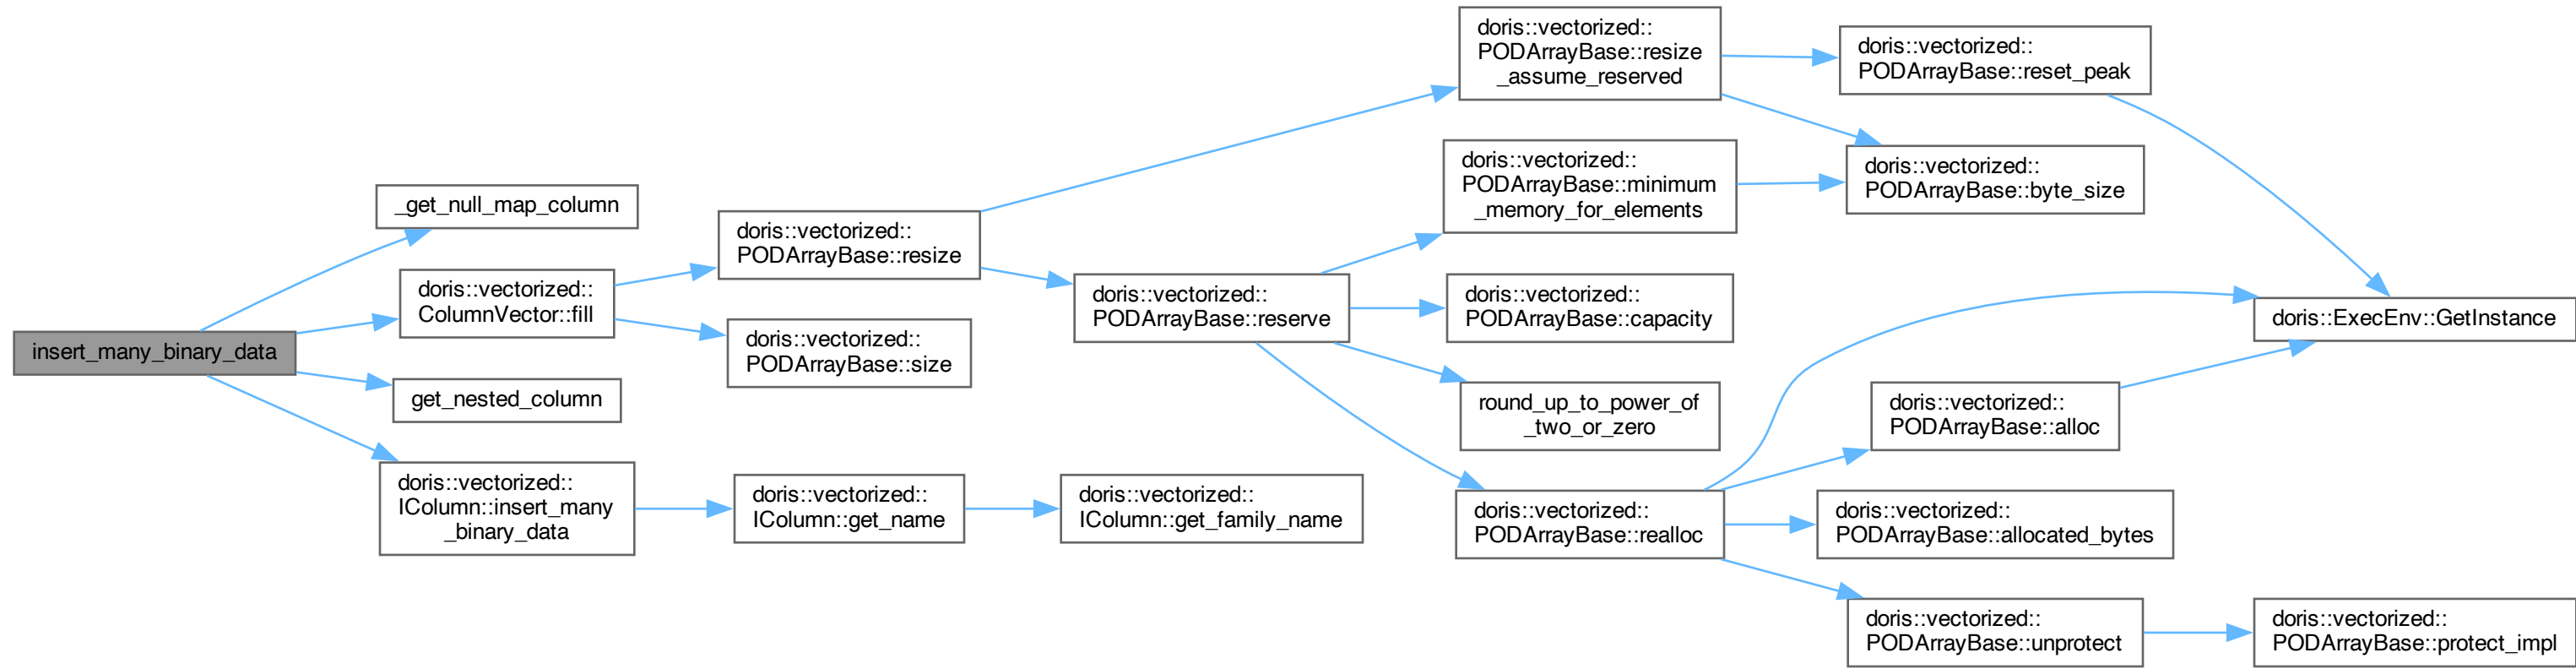 insert_many_binary_data
_get_null_map_column
doris::vectorized::
ColumnVector::fill
get_nested_column
doris::vectorized::
IColumn::insert_many
_binary_data
doris::vectorized::
PODArrayBase::resize
doris::vectorized::
PODArrayBase::size
doris::vectorized::
IColumn::get_name
doris::vectorized::
PODArrayBase::reserve
doris::vectorized::
IColumn::get_family_name
doris::vectorized::
PODArrayBase::resize
_assume_reserved
doris::vectorized::
PODArrayBase::minimum
_memory_for_elements
doris::vectorized::
PODArrayBase::capacity
round_up_to_power_of
_two_or_zero
doris::vectorized::
PODArrayBase::realloc
doris::vectorized::
PODArrayBase::reset_peak
doris::vectorized::
PODArrayBase::byte_size
doris::vectorized::
PODArrayBase::alloc
doris::vectorized::
PODArrayBase::allocated_bytes
doris::vectorized::
PODArrayBase::unprotect
doris::ExecEnv::GetInstance
doris::vectorized::
PODArrayBase::protect_impl